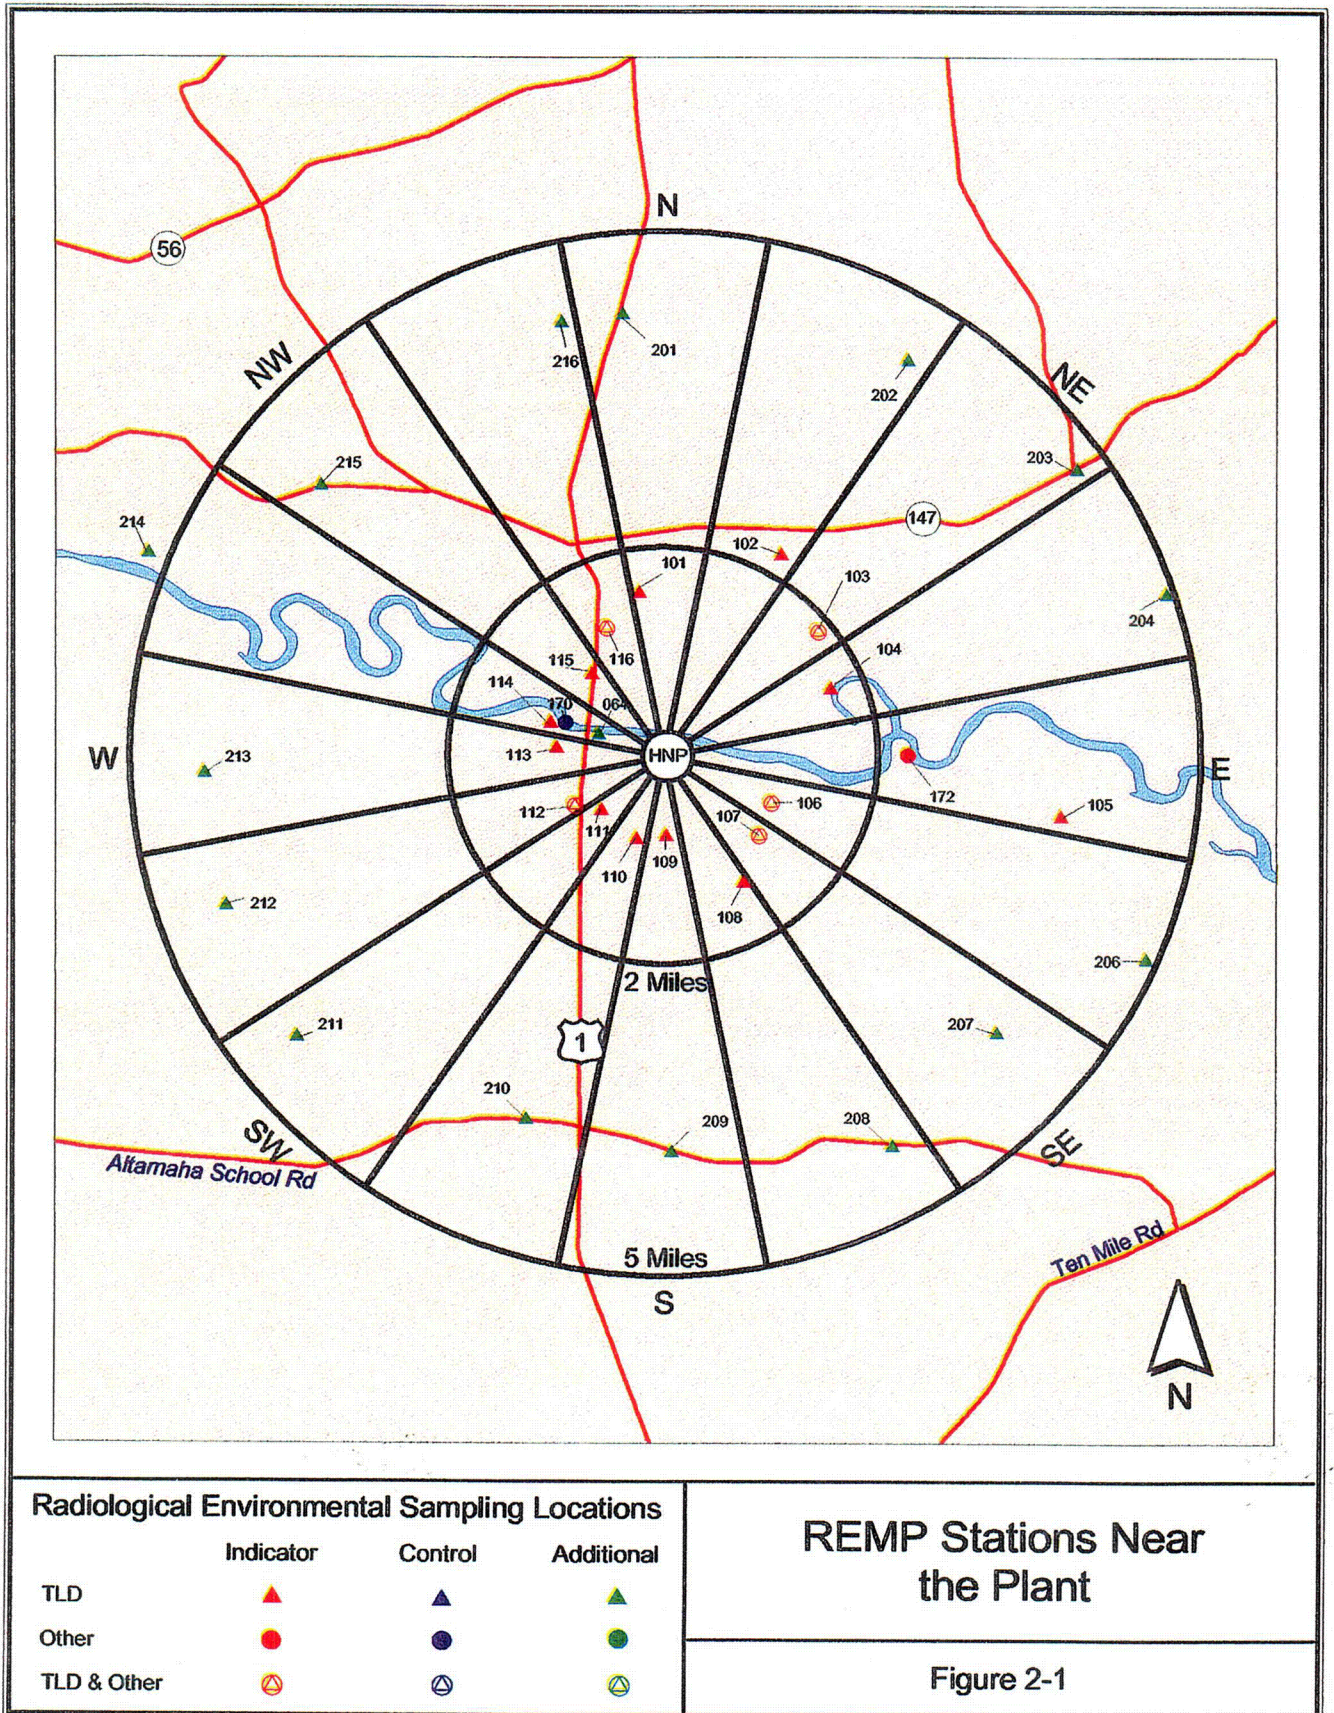 N
56
216
201
NW
NE
202
215
203
214
147
102
101
103
204
116
104
115
114
170
064
W
213
113
HNP
E
112
111
106
172
105
107
110
109
212
108
2 Miles
206
211
1
207
210
209
208
SW
SE
Altamaha School Rd
Ten Mile Rd
5 Miles
S
N
Radiological Environmental Sampling Locations
Indicator Control Additional
TLD
Other
TLD & Other
REMP Stations Near
the Plant
Figure 2-1